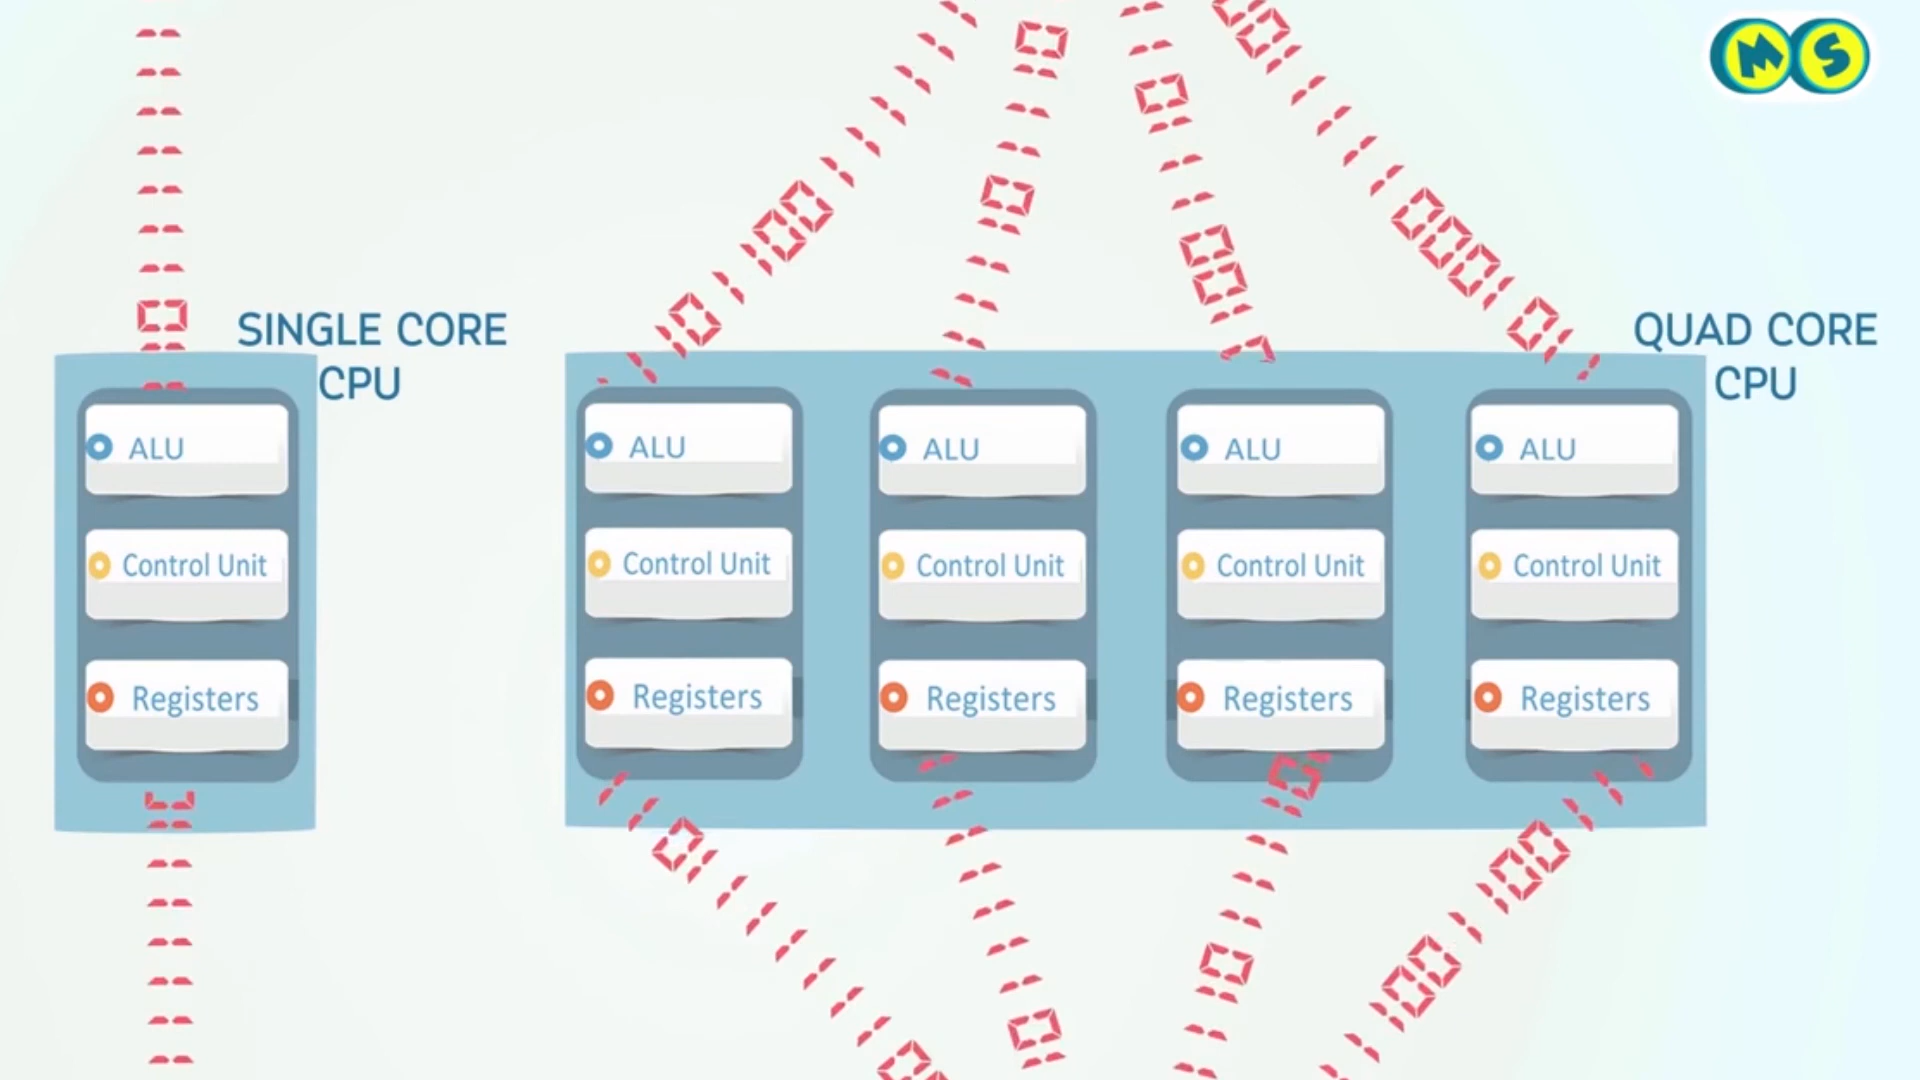 MS
SINGLE CORE
CPU
QUAD CORE
CPU
ALU
Control Unit
Registers
ALU
Control Unit
Registers
ALU
Control Unit
Registers
ALU
Control Unit
Registers
ALU
Control Unit
Registers